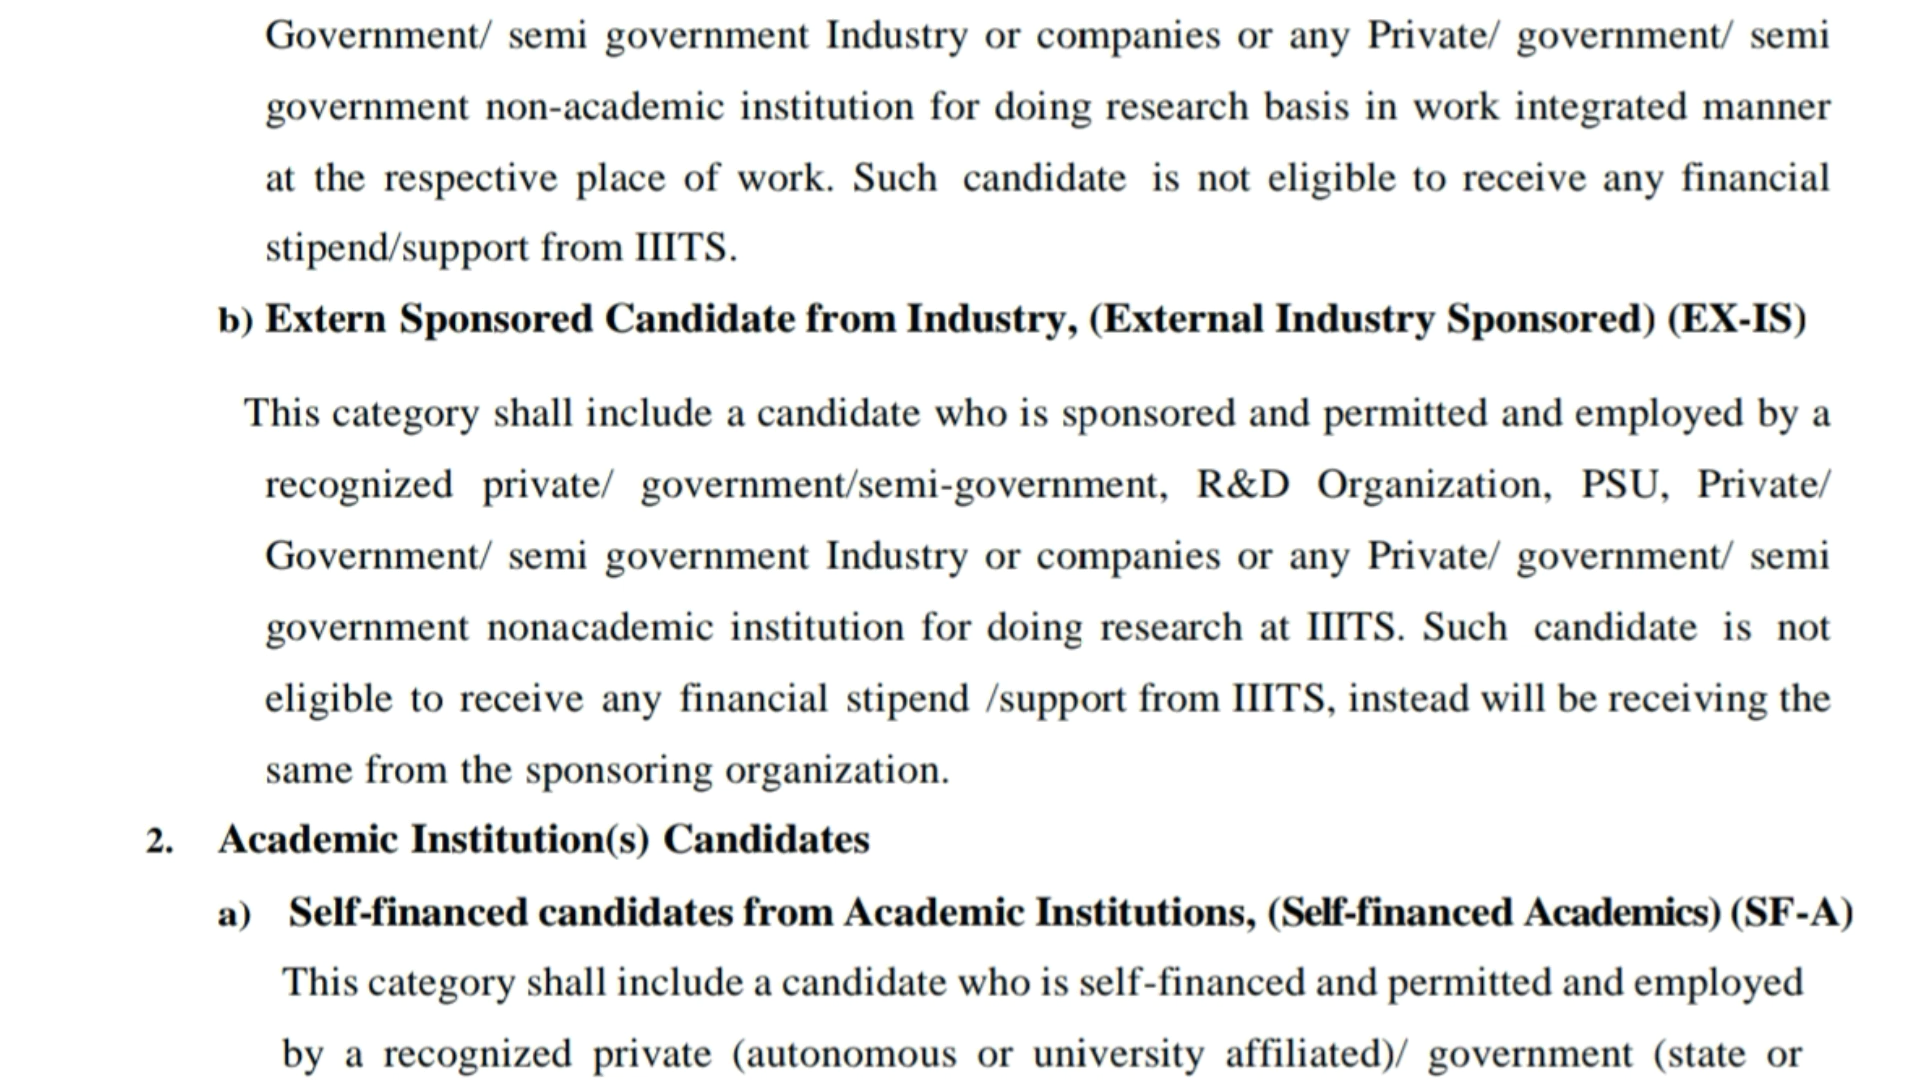 Government/ semi government Industry or companies or any Private/ government/ semi
government non-academic institution for doing research basis in work integrated manner
at the respective place of work. Such candidate is not eligible to receive any financial
stipend/support from IIITS.
b) Extern Sponsored Candidate from Industry, (External Industry Sponsored) (EX-IS)
This category shall include a candidate who is sponsored and permitted and employed by a
recognized private/ government/semi-government, R&D Organization, PSU, Private/
Government/ semi government Industry or companies or any Private/ government/ semi
government nonacademic institution for doing research at IIITS. Such candidate is not
eligible to receive any financial stipend /support from IIITS, instead will be receiving the
same from the sponsoring organization.
2. Academic Institution(s) Candidates
a) Self-financed candidates from Academic Institutions, (Self-financed Academics) (SF-A)
This category shall include a candidate who is self-financed and permitted and employed
by a recognized private (autonomous or university affiliated)/ government (state or